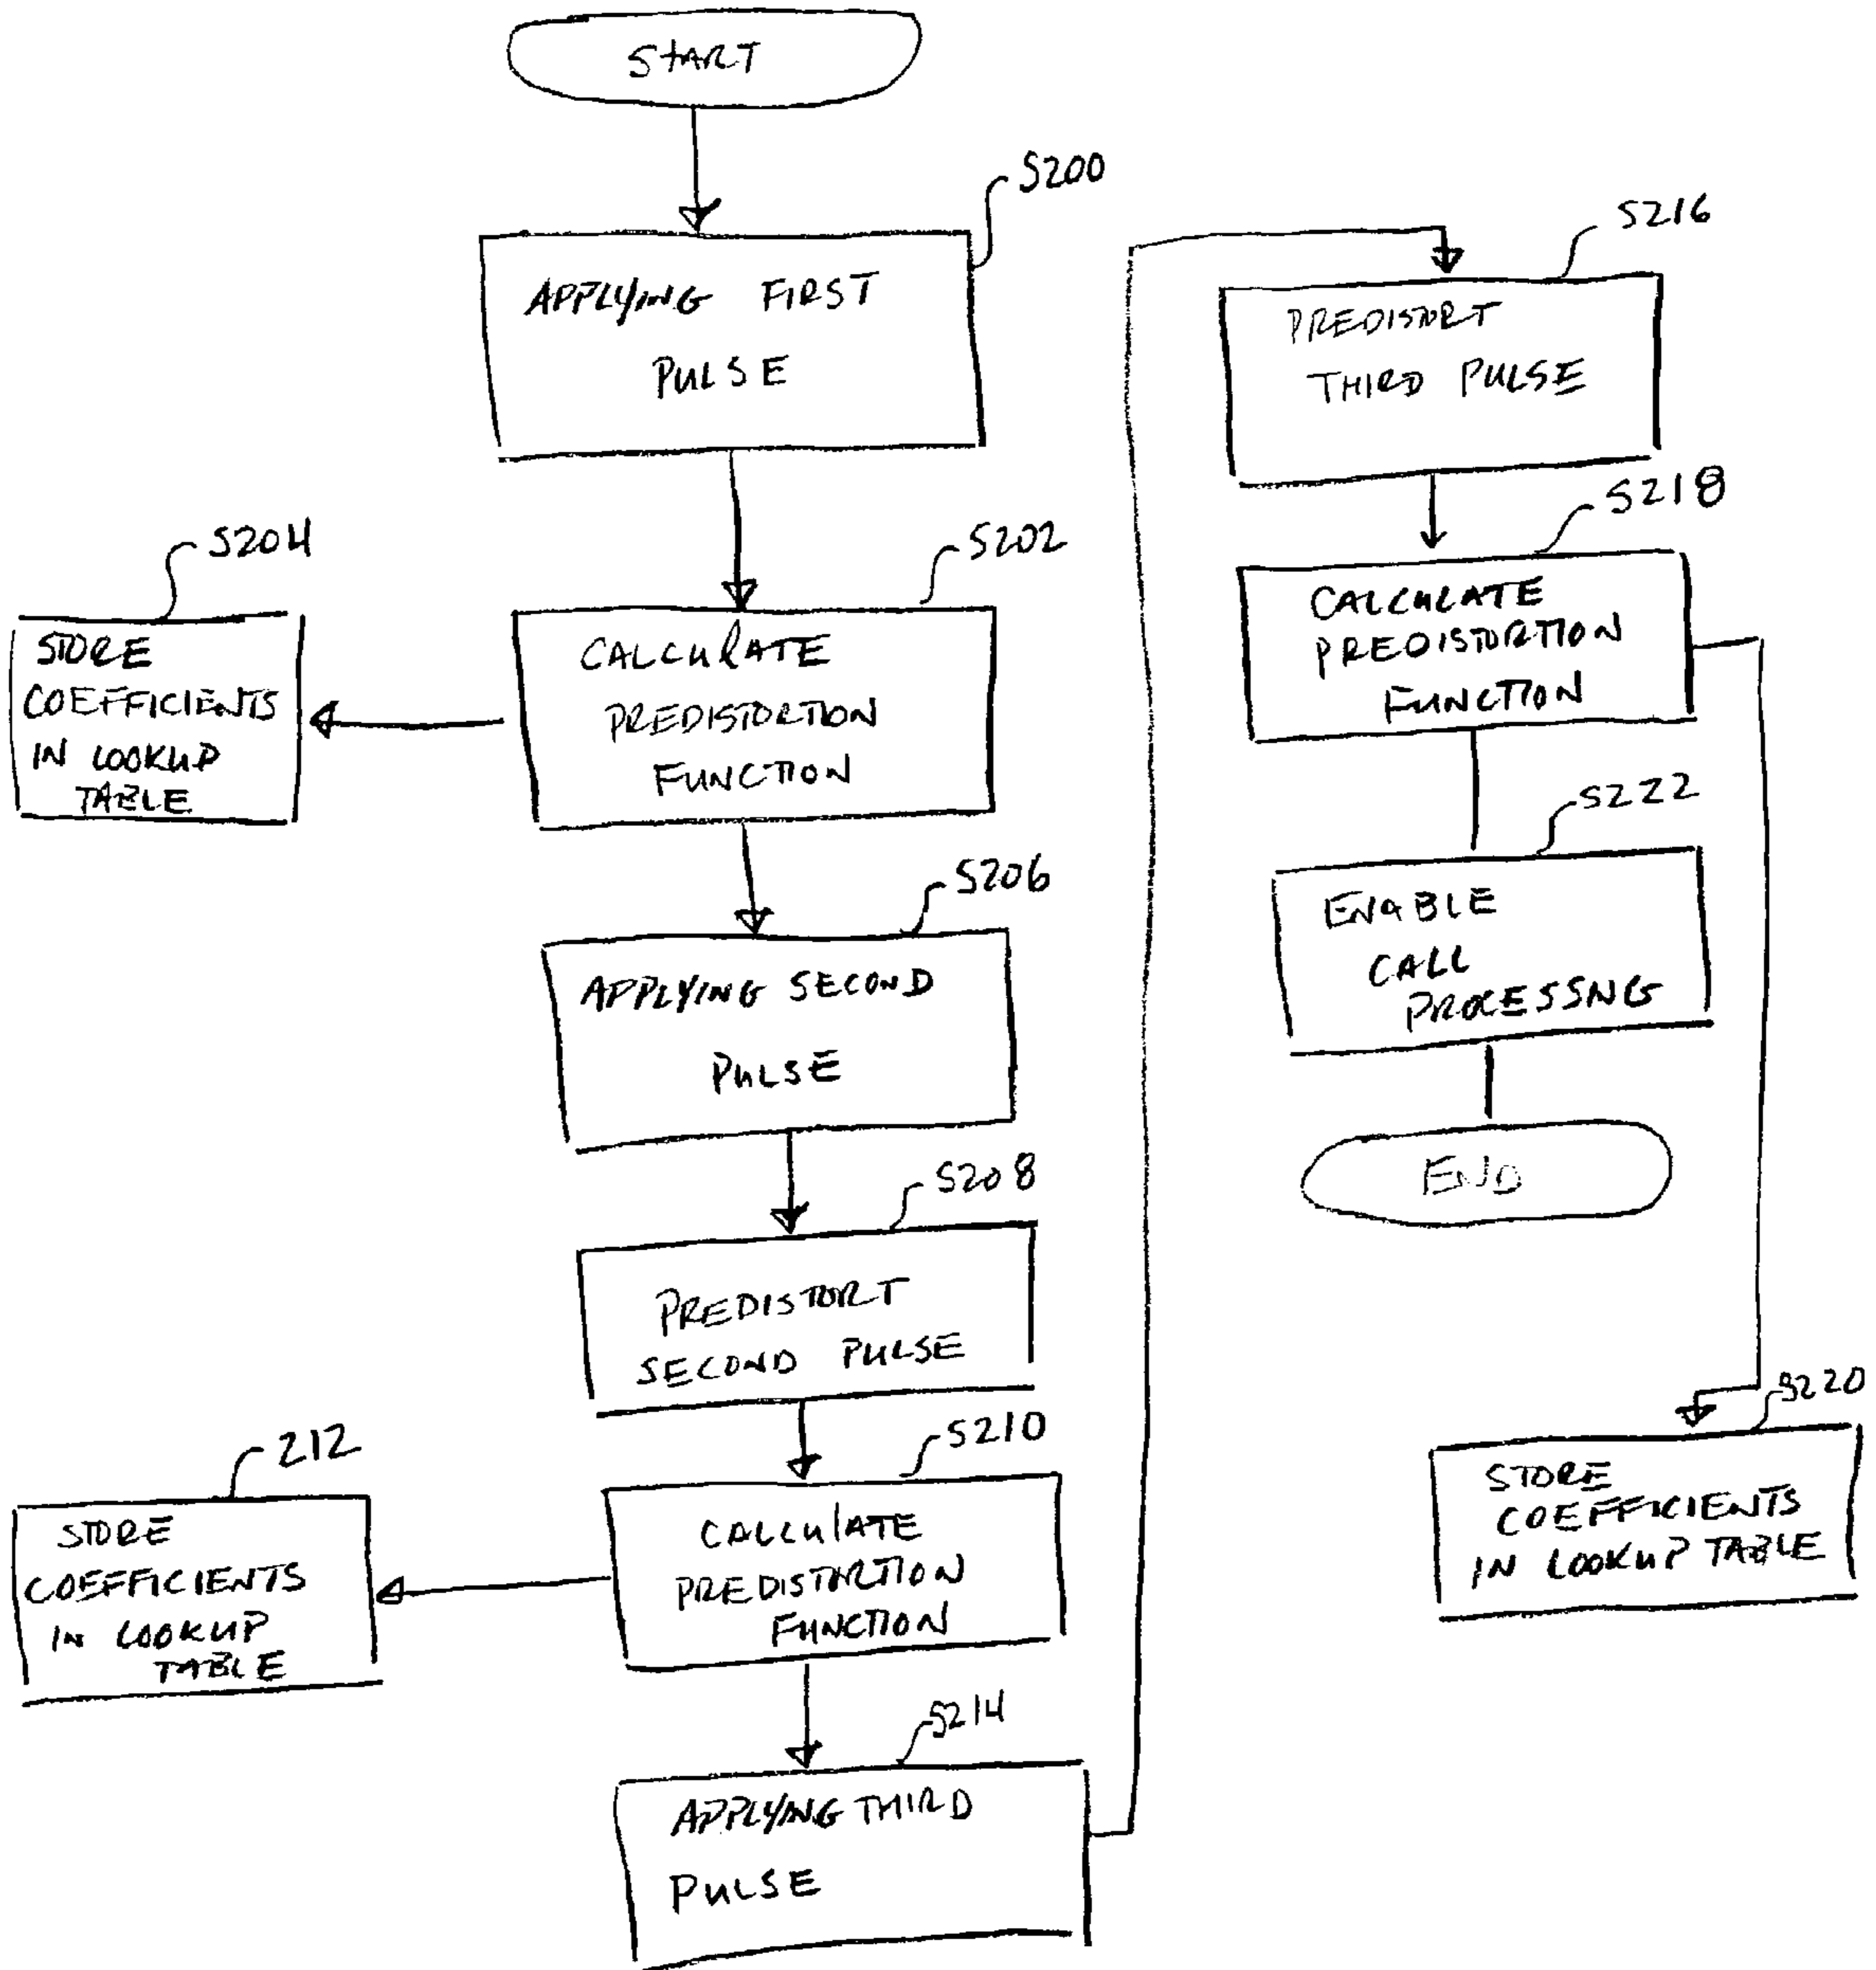 START
S200
APPLYING FIRST
PULSE
S204
STORE
COEFFICIENTS
IN LOOKUP
TABLE
S202
CALCULATE
PREDISTORTION
FUNCTION
S206
APPLYING SECOND
PULSE
S208
PREDISTORT
SECOND PULSE
212
STORE
COEFFICIENTS
IN LOOKUP
TABLE
S210
CALCULATE
PREDISTORTION
FUNCTION
S214
APPLYING THIRD
PULSE
S216
PREDISTORT
THIRD PULSE
S218
CALCULATE
PREDISTORTION
FUNCTION
S222
ENABLE
CALL
PROCESSNG
END
S220
STORE
COEFFICIENTS
IN LOOKUP TABLE